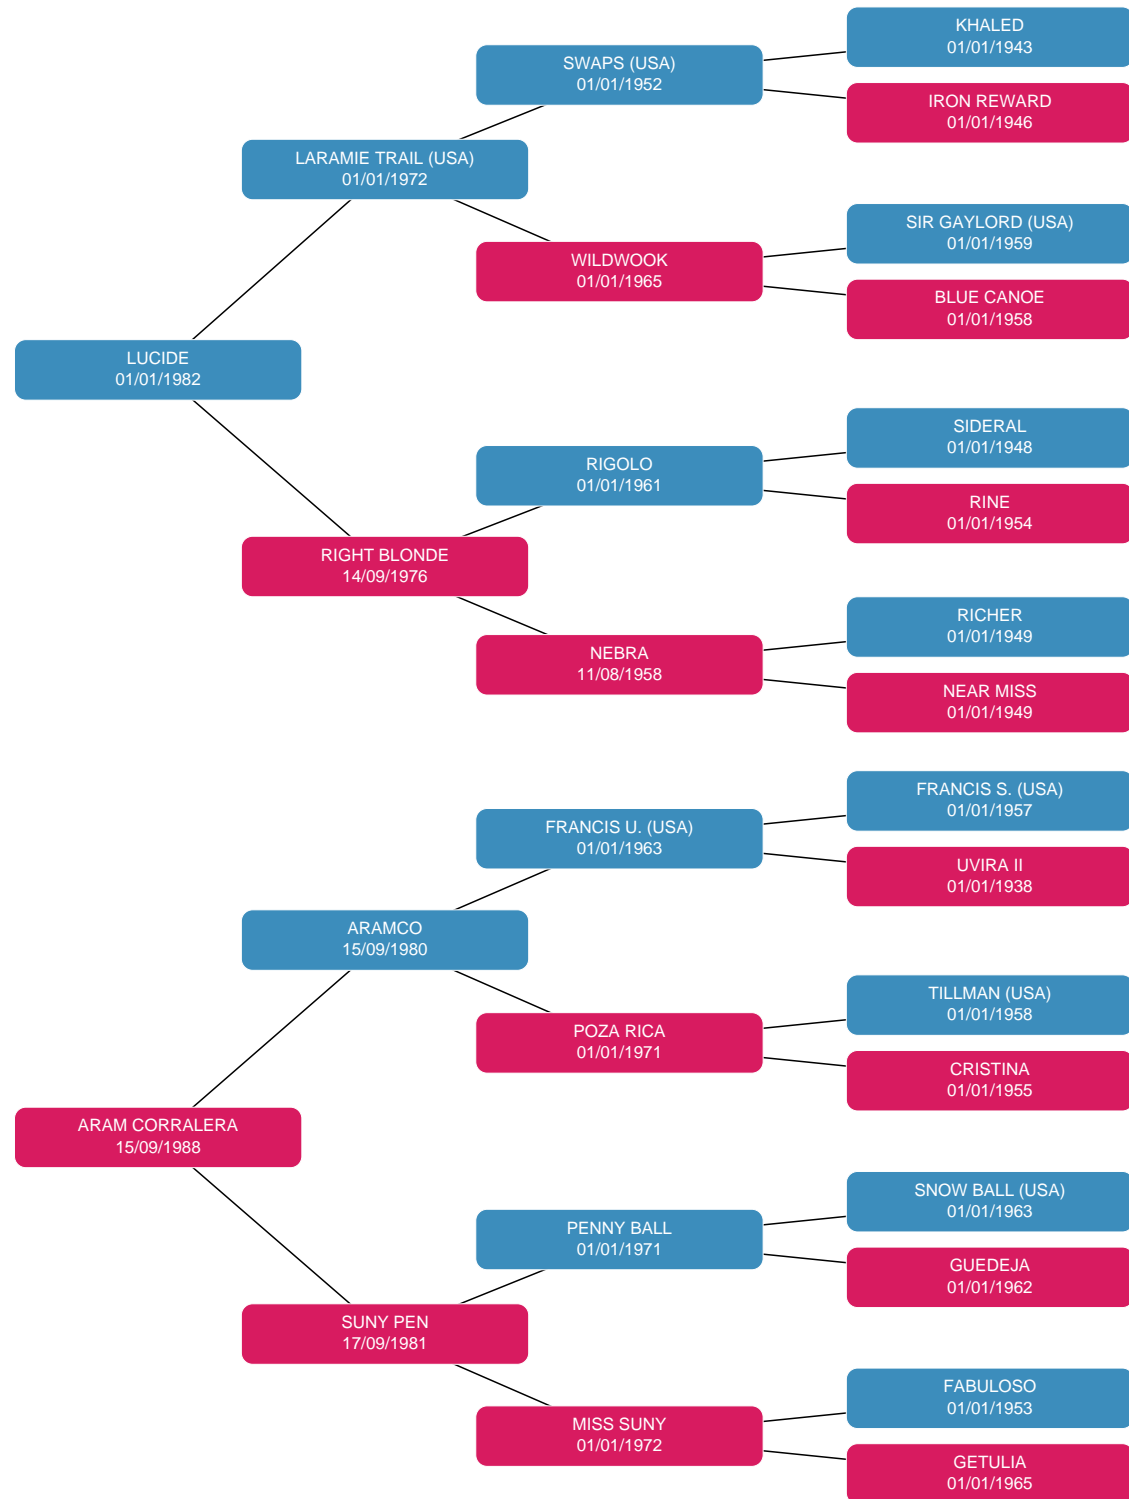 KHALED
01/01/1943
SWAPS (USA)
01/01/1952
IRON REWARD
01/01/1946
LARAMIE TRAIL (USA)
01/01/1972
SIR GAYLORD (USA)
01/01/1959
WILDWOOK
01/01/1965
BLUE CANOE
01/01/1958
LUCIDE
01/01/1982
SIDERAL
01/01/1948
RIGOLO
01/01/1961
RINE
01/01/1954
RIGHT BLONDE
14/09/1976
RICHER
01/01/1949
NEBRA
11/08/1958
NEAR MISS
01/01/1949
FRANCIS S. (USA)
01/01/1957
FRANCIS U. (USA)
01/01/1963
UVIRA II
01/01/1938
ARAMCO
15/09/1980
TILLMAN (USA)
01/01/1958
POZA RICA
01/01/1971
CRISTINA
01/01/1955
ARAM CORRALERA
15/09/1988
SNOW BALL (USA)
01/01/1963
PENNY BALL
01/01/1971
GUEDEJA
01/01/1962
SUNY PEN
17/09/1981
FABULOSO
01/01/1953
MISS SUNY
01/01/1972
GETULIA
01/01/1965